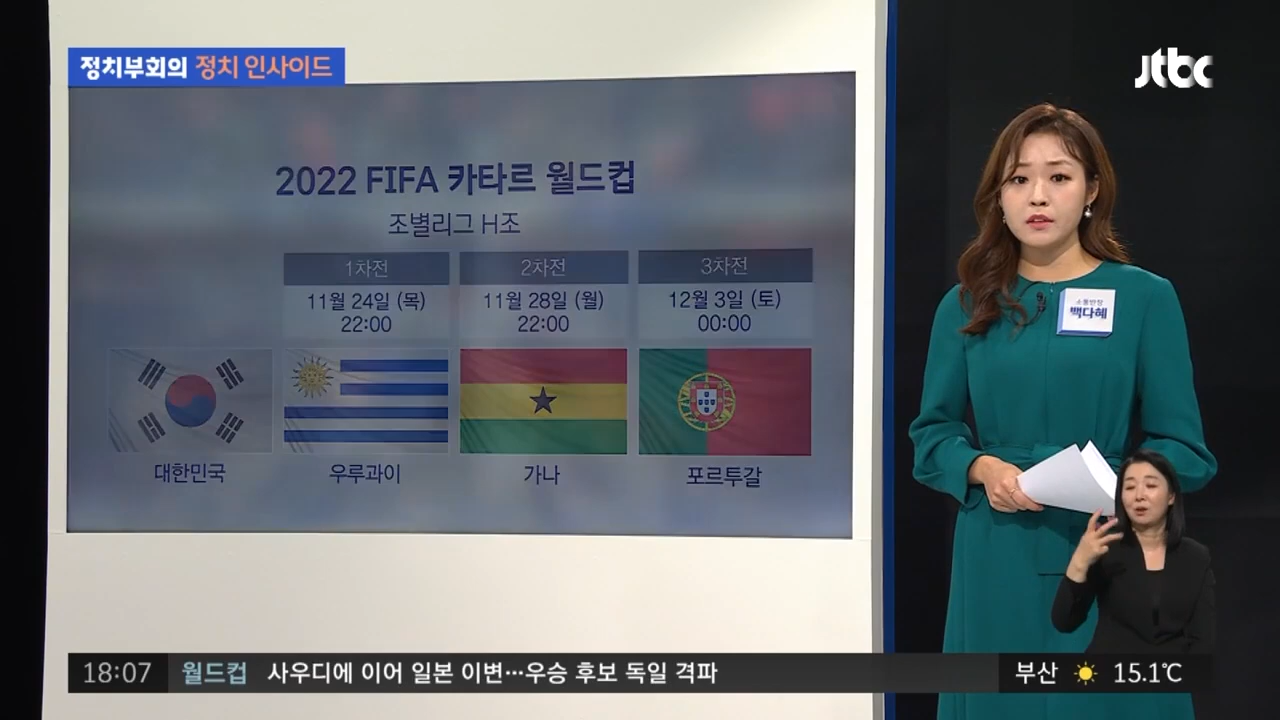 정치부회의 정치 인사이드
jtbc
2022 FIFA 카타르 월드컵
조별리그 H조
1차전
2차전
3차전
11월 24일 (목)
22:00
11월 28일 (월)
22:00
12월 3일 (토)
00:00
대한민국
우루과이
가나
포르투갈
소통반장
백다혜
18:07
월드컵
사우디에 이어 일본 이변…우승 후보 독일 격파
부산
15.1℃